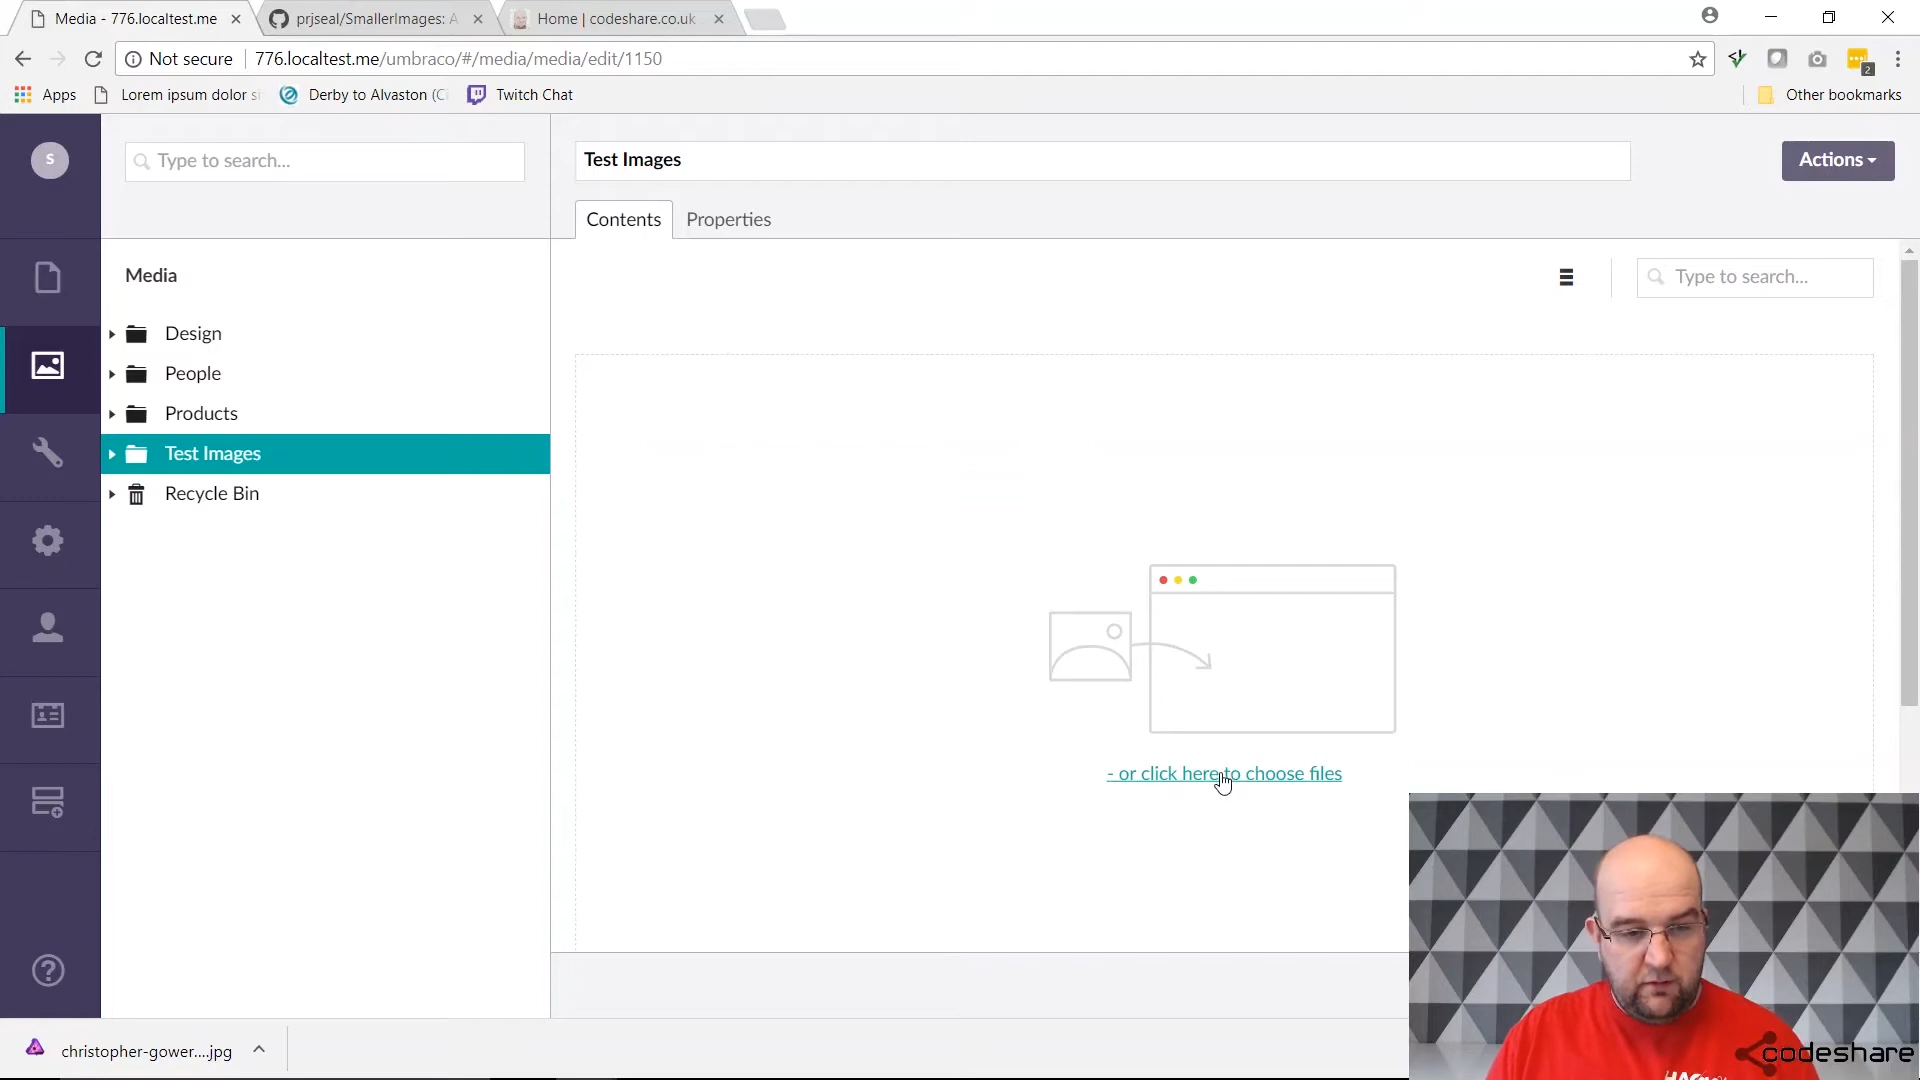 Media - 776.localtest.me
prjseal/SmallerImages: A
Home | codeshare.co.uk
Not secure
776.localtest.me/umbraco/#/media/media/edit/1150
2
Apps
Lorem ipsum dolor si
Derby to Alvaston (Ci
Twitch Chat
Other bookmarks
S
Type to search...
Test Images
Actions
Contents
Properties
Media
Type to search...
Design
People
Products
Test Images
Recycle Bin
- or click here to choose files
christopher-gower....jpg
codeshare